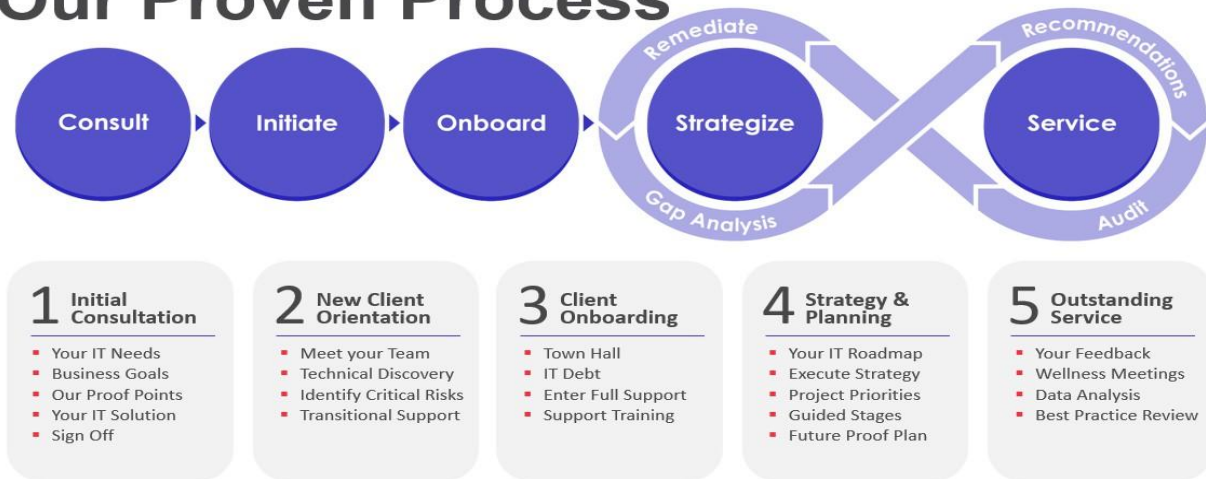 Our Proven Process
Consult
Initiate
Onboard
Remediate
Strategize
Gap Analysis
Recommendations
Service
Audit
1 Initial
Consultation
Your IT Needs
Business Goals
Our Proof Points
Your IT Solution
Sign Off
2 New Client
Orientation
Meet your Team
Technical Discovery
Identify Critical Risks
Transitional Support
3 Client
Onboarding
Town Hall
IT Debt
Enter Full Support
Support Training
4 Strategy &
Planning
Your IT Roadmap
Execute Strategy
Project Priorities
Guided Stages
Future Proof Plan
5 Outstanding
Service
Your Feedback
Wellness Meetings
Data Analysis
Best Practice Review